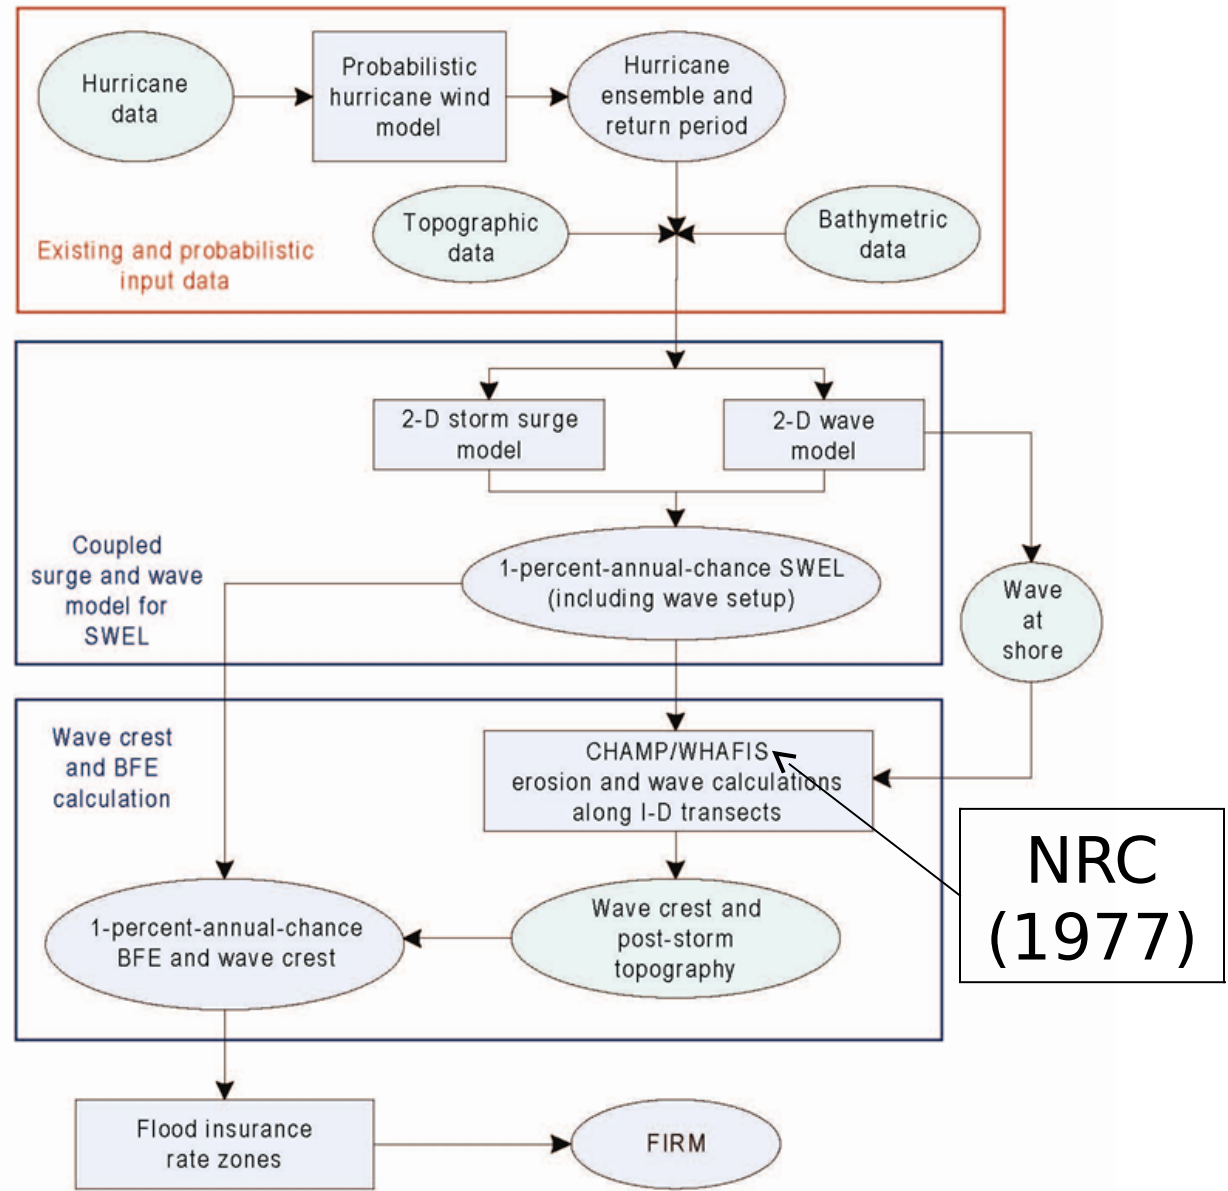 Hurricane
data
Probabilistic
hurricane wind
model
Hurricane
ensemble and
return period
Topographic
data
Bathymetric
data
Existing and probabilistic
input data
2-D storm surge
model
2-D wave
model
Coupled
surge and wave
model for
SWEL
1-percent-annual-chance SWEL
(including wave setup)
Wave
at
shore
Wave crest
and BFE
calculation
CHAMP/WHAFIS
erosion and wave calculations
along I-D transects
NRC
(1977)
1-percent-annual-chance
BFE and wave crest
Wave crest and
post-storm
topography
Flood insurance
rate zones
FIRM